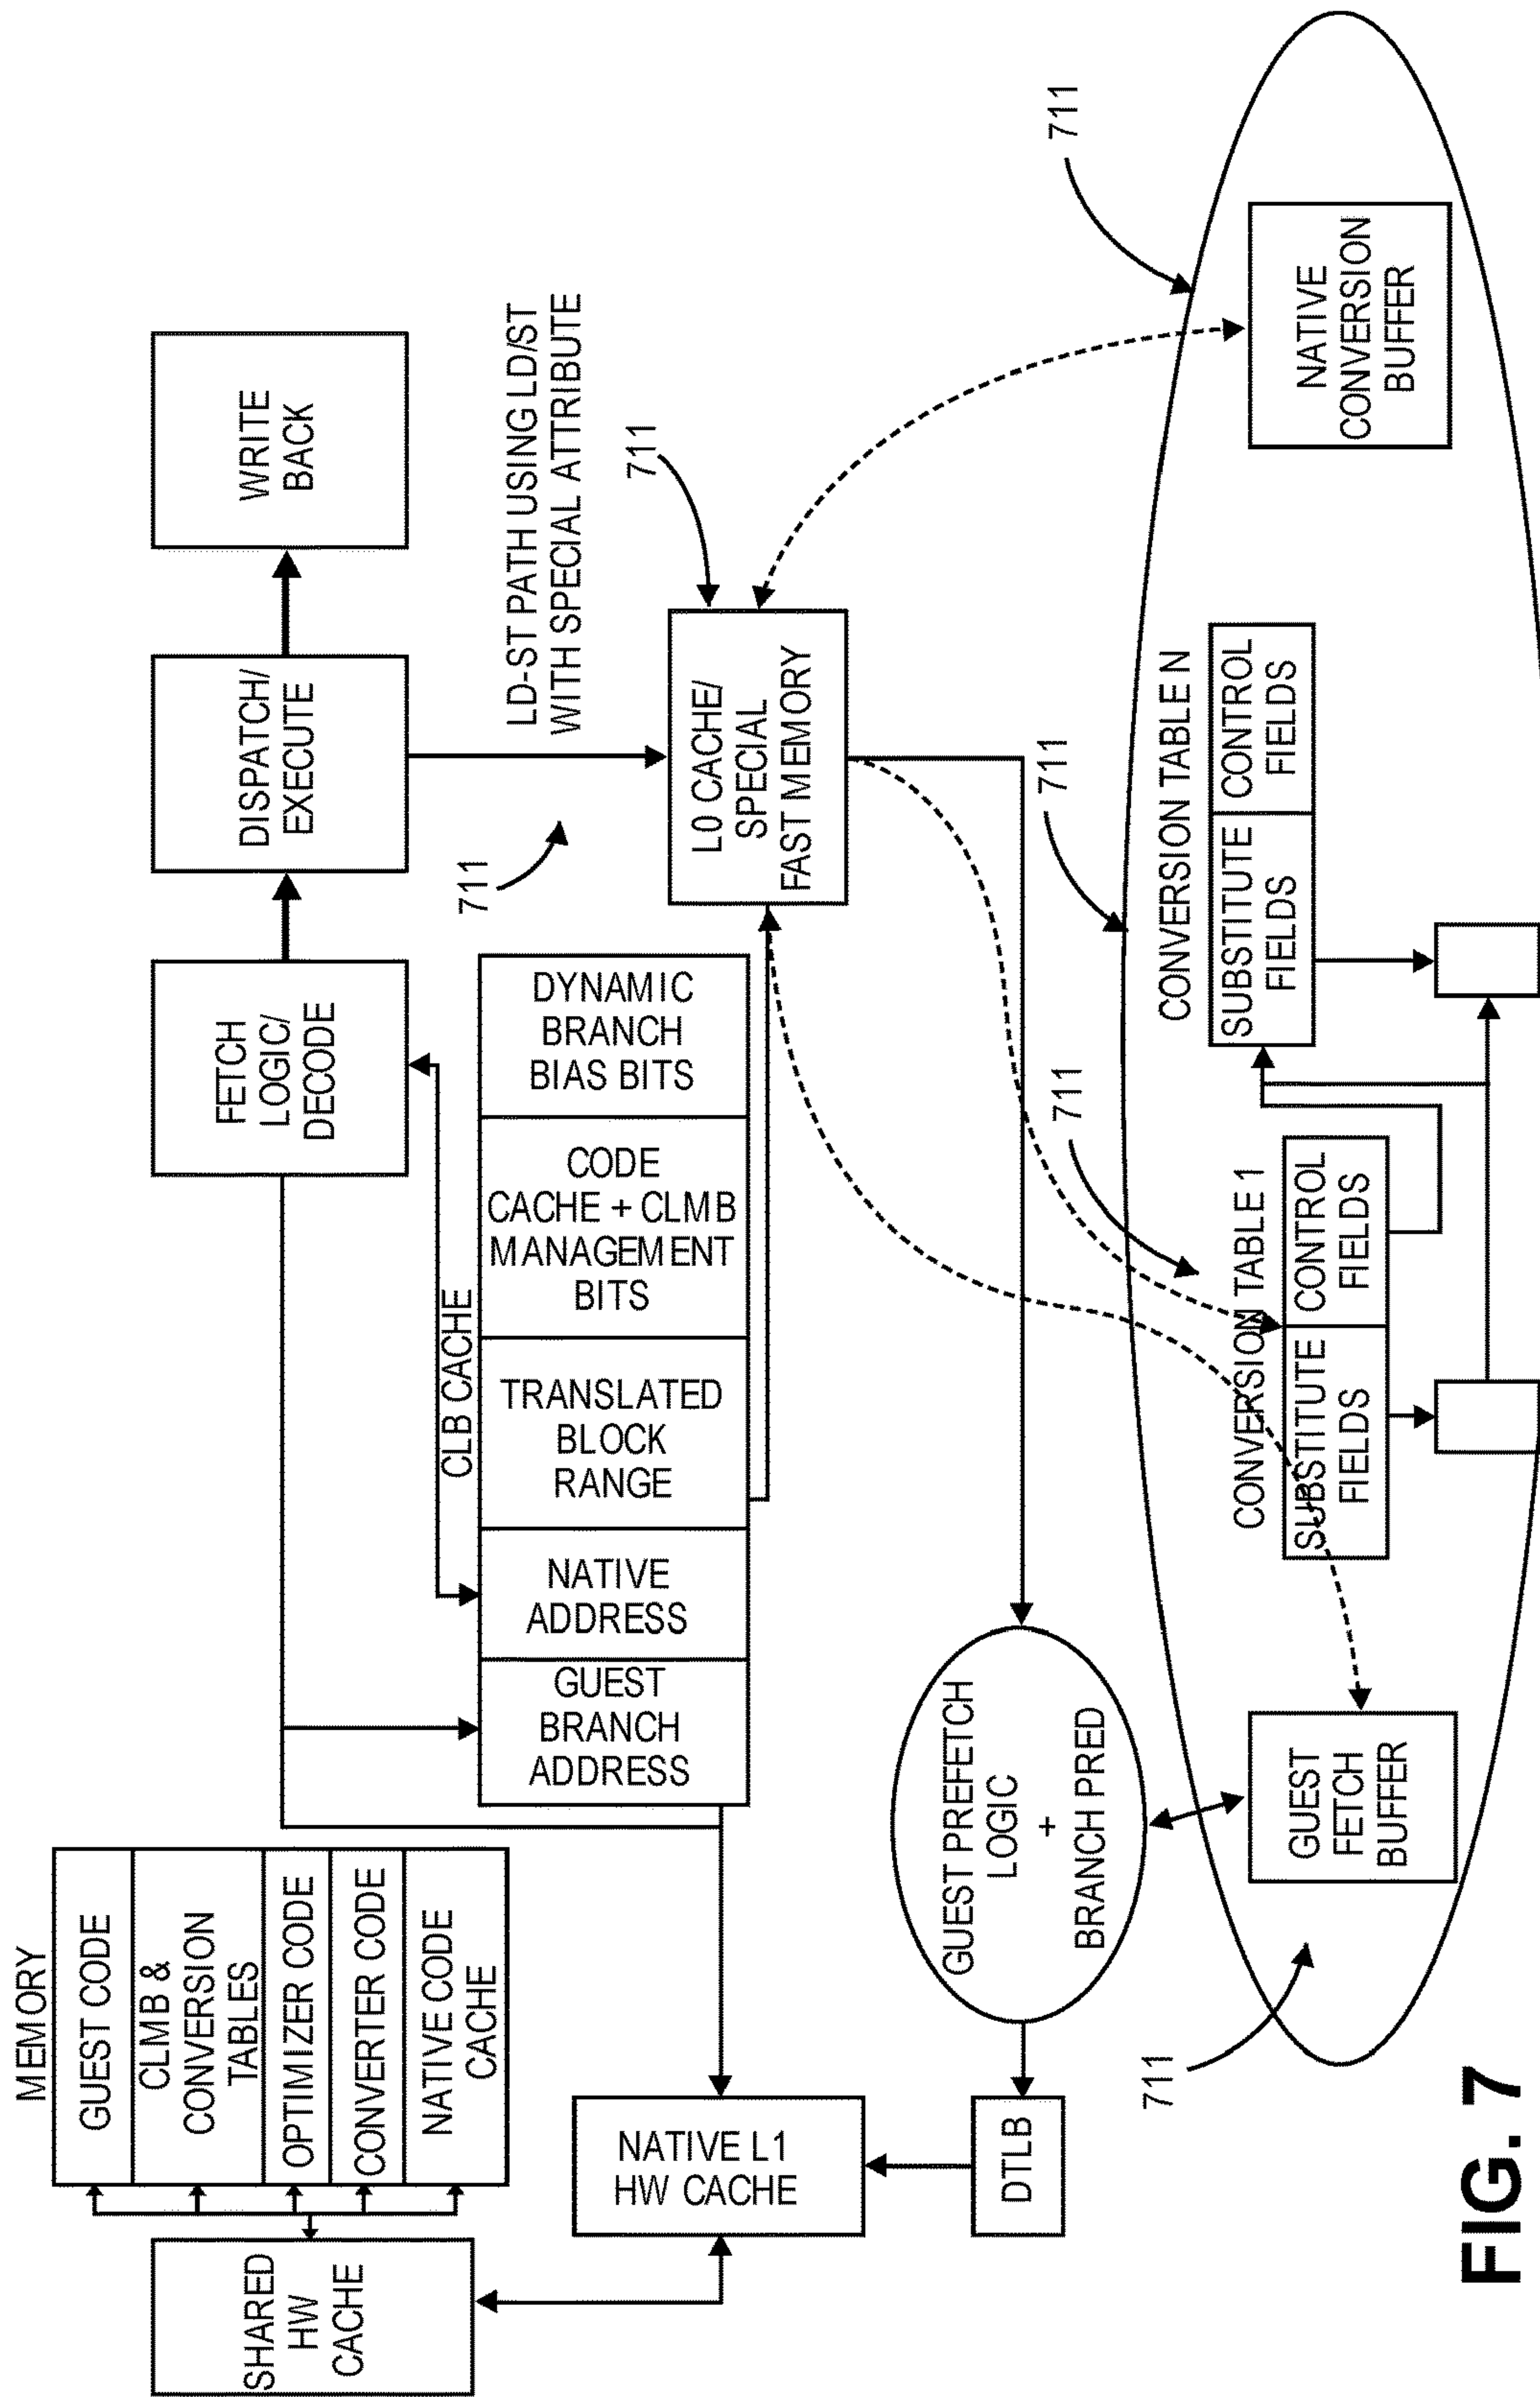 MEMORY
GUEST CODE
CLMB &
CONVERSION
TABLES
OPTIMIZER CODE
CONVERTER CODE
NATIVE CODE
CACHE
SHARED
HW
CACHE
FETCH
LOGIC/
DECODE
DISPATCH/
EXECUTE
WRITE
BACK
CLB CACHE
GUEST
BRANCH
ADDRESS
NATIVE
ADDRESS
TRANSLATED
BLOCK
RANGE
CODE
CACHE + CLMB
MANAGEMENT
BITS
DYNAMIC
BRANCH
BIAS BITS
711
LD-ST PATH USING LD/ST
WITH SPECIAL ATTRIBUTE
711
NATIVE L1
HW CACHE
L0 CACHE/
SPECIAL
FAST MEMORY
DTLB
GUEST PREFETCH
LOGIC
+
BRANCH PRED
711
711
711
711
GUEST
FETCH
BUFFER
CONVERSION TABLE 1
SUBSTITUTE
FIELDS
CONTROL
FIELDS
CONVERSION TABLE N
SUBSTITUTE
FIELDS
CONTROL
FIELDS
NATIVE
CONVERSION
BUFFER
FIG. 7